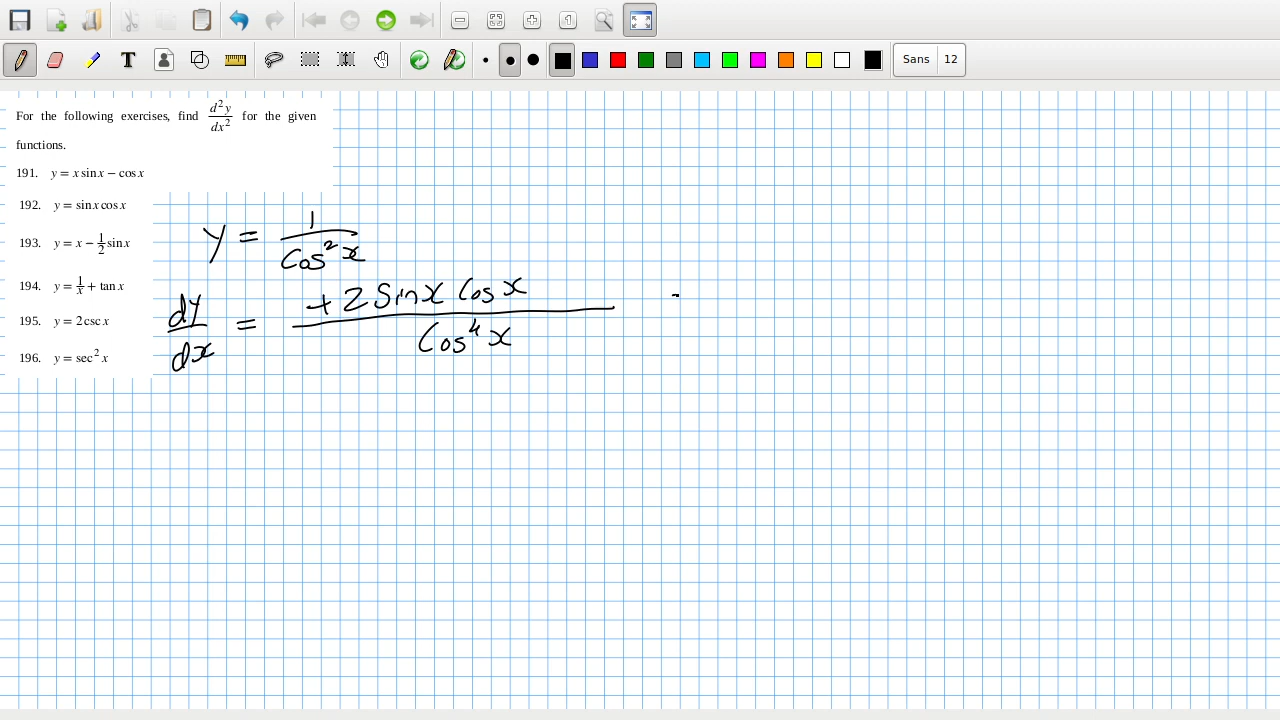 Sans 12
For the following exercises, find d²y/dx² for the given
functions.
191. y = x sin x − cos x
192. y = sin x cos x
193. y = x − 1/2 sin x
194. y = 1/x + tan x
195. y = 2 csc x
196. y = sec² x
y = 1/Cos² x
dy/dx = +2 Sin x Cos x / Cos⁴ x